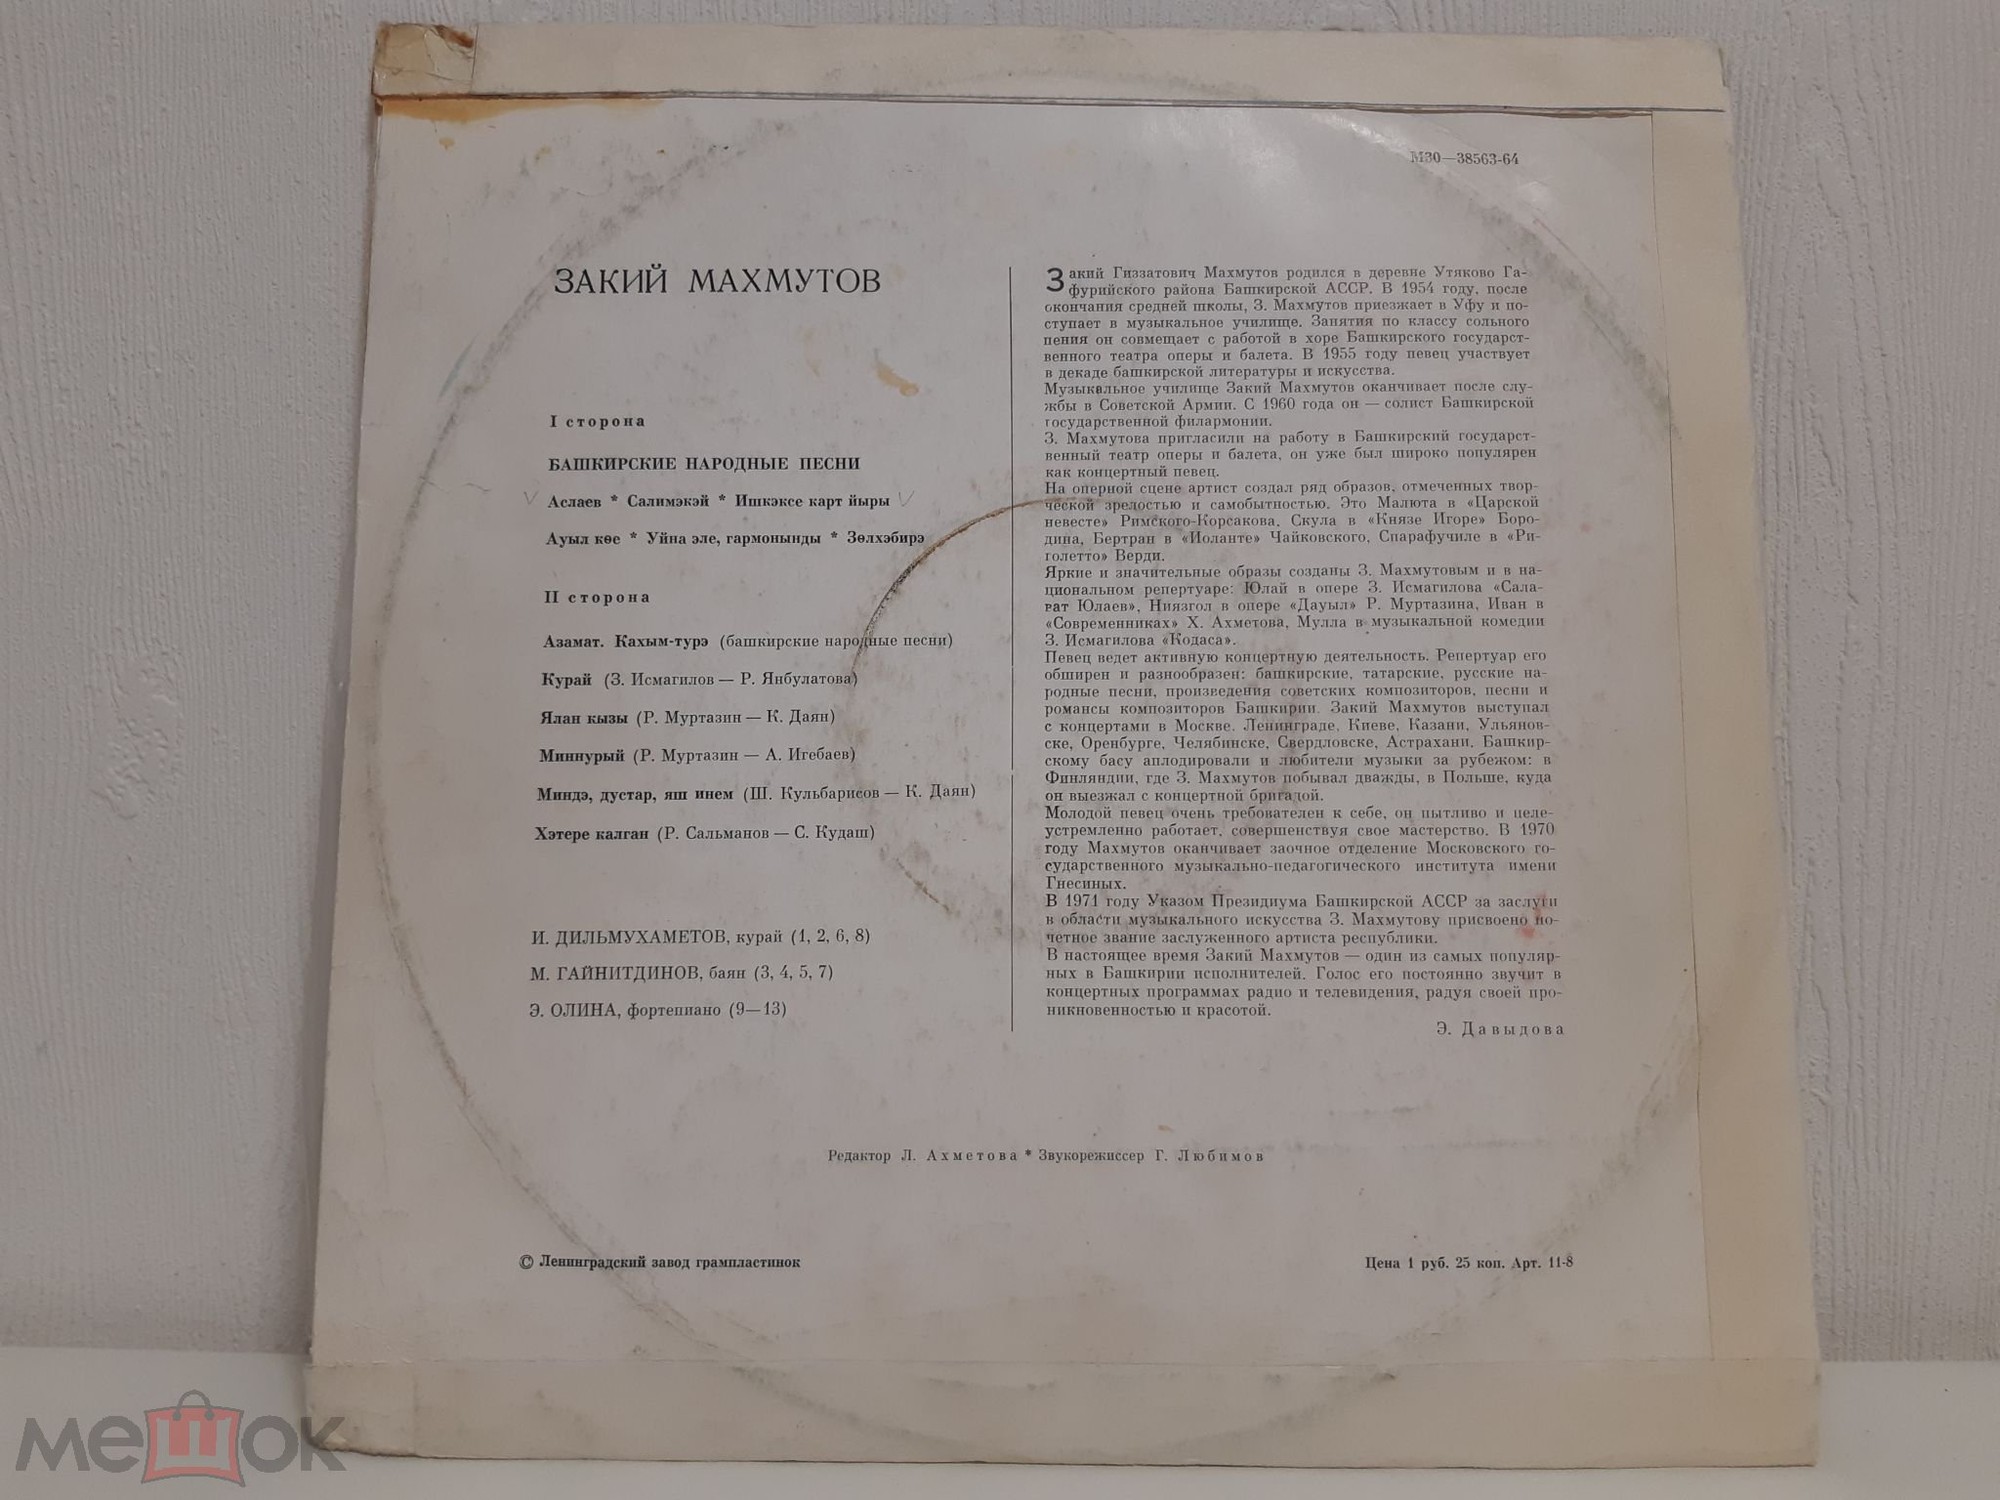 М30—38563-64
ЗАКИЙ МАХМУТОВ
I сторона
БАШКИРСКИЕ НАРОДНЫЕ ПЕСНИ
Аслаев * Салимэкэй * Ишкэксе карт йыры
Ауыл көе * Уйна эле, гармонынды * Зөлхэбирэ
II сторона
Азамат. Кахым-турэ (башкирские народные песни)
Курай (З. Исмагилов — Р. Янбулатова)
Ялан кызы (Р. Муртазин — К. Даян)
Миннурый (Р. Муртазин — А. Игебаев)
Миндэ, дустар, яш инем (Ш. Кульбарисов — К. Даян)
Хэтере калган (Р. Сальманов — С. Кудаш)
И. ДИЛЬМУХАМЕТОВ, курай (1, 2, 6, 8)
М. ГАЙНИТДИНОВ, баян (3, 4, 5, 7)
Э. ОЛИНА, фортепиано (9—13)
Закий Гиззатович Махмутов родился в деревне Утяково Га-
фурийского района Башкирской АССР. В 1954 году, после
окончания средней школы, З. Махмутов приезжает в Уфу и по-
ступает в музыкальное училище. Занятия по классу сольного
пения он совмещает с работой в хоре Башкирского государст-
венного театра оперы и балета. В 1955 году певец участвует
в декаде башкирской литературы и искусства.
Музыкальное училище Закий Махмутов оканчивает после слу-
жбы в Советской Армии. С 1960 года он — солист Башкирской
государственной филармонии.
З. Махмутова пригласили на работу в Башкирский государст-
венный театр оперы и балета, он уже был широко популярен
как концертный певец.
На оперной сцене артист создал ряд образов, отмеченных твор-
ческой зрелостью и самобытностью. Это Малюта в «Царской
невесте» Римского-Корсакова, Скула в «Князе Игоре» Боро-
дина, Бертран в «Иоланте» Чайковского, Спарафучиле в «Ри-
голетто» Верди.
Яркие и значительные образы созданы З. Махмутовым и в на-
циональном репертуаре: Юлай в опере З. Исмагилова «Сала-
ват Юлаев», Ниязгол в опере «Дауыл» Р. Муртазина, Иван в
«Современниках» Х. Ахметова, Мулла в музыкальной комедии
З. Исмагилова «Кодаса».
Певец ведет активную концертную деятельность. Репертуар его
обширен и разнообразен: башкирские, татарские, русские на-
родные песни, произведения советских композиторов, песни и
романсы композиторов Башкирии. Закий Махмутов выступал
с концертами в Москве, Ленинграде, Киеве, Казани, Ульянов-
ске, Оренбурге, Челябинске, Свердловске, Астрахани. Башкир-
скому басу аплодировали и любители музыки за рубежом: в
Финляндии, где З. Махмутов побывал дважды, в Польше, куда
он выезжал с концертной бригадой.
Молодой певец очень требователен к себе, он пытливо и целе-
устремленно работает, совершенствуя свое мастерство. В 1970
году Махмутов оканчивает заочное отделение Московского го-
сударственного музыкально-педагогического института имени
Гнесиных.
В 1971 году Указом Президиума Башкирской АССР за заслуги
в области музыкального искусства З. Махмутову присвоено по-
четное звание заслуженного артиста республики.
В настоящее время Закий Махмутов — один из самых популяр-
ных в Башкирии исполнителей. Голос его постоянно звучит в
концертных программах радио и телевидения, радуя своей про-
никновенностью и красотой.
Э. Давыдова
Редактор Л. Ахметова * Звукорежиссер Г. Любимов
© Ленинградский завод грампластинок
Цена 1 руб. 25 коп. Арт. 11-8
мешок